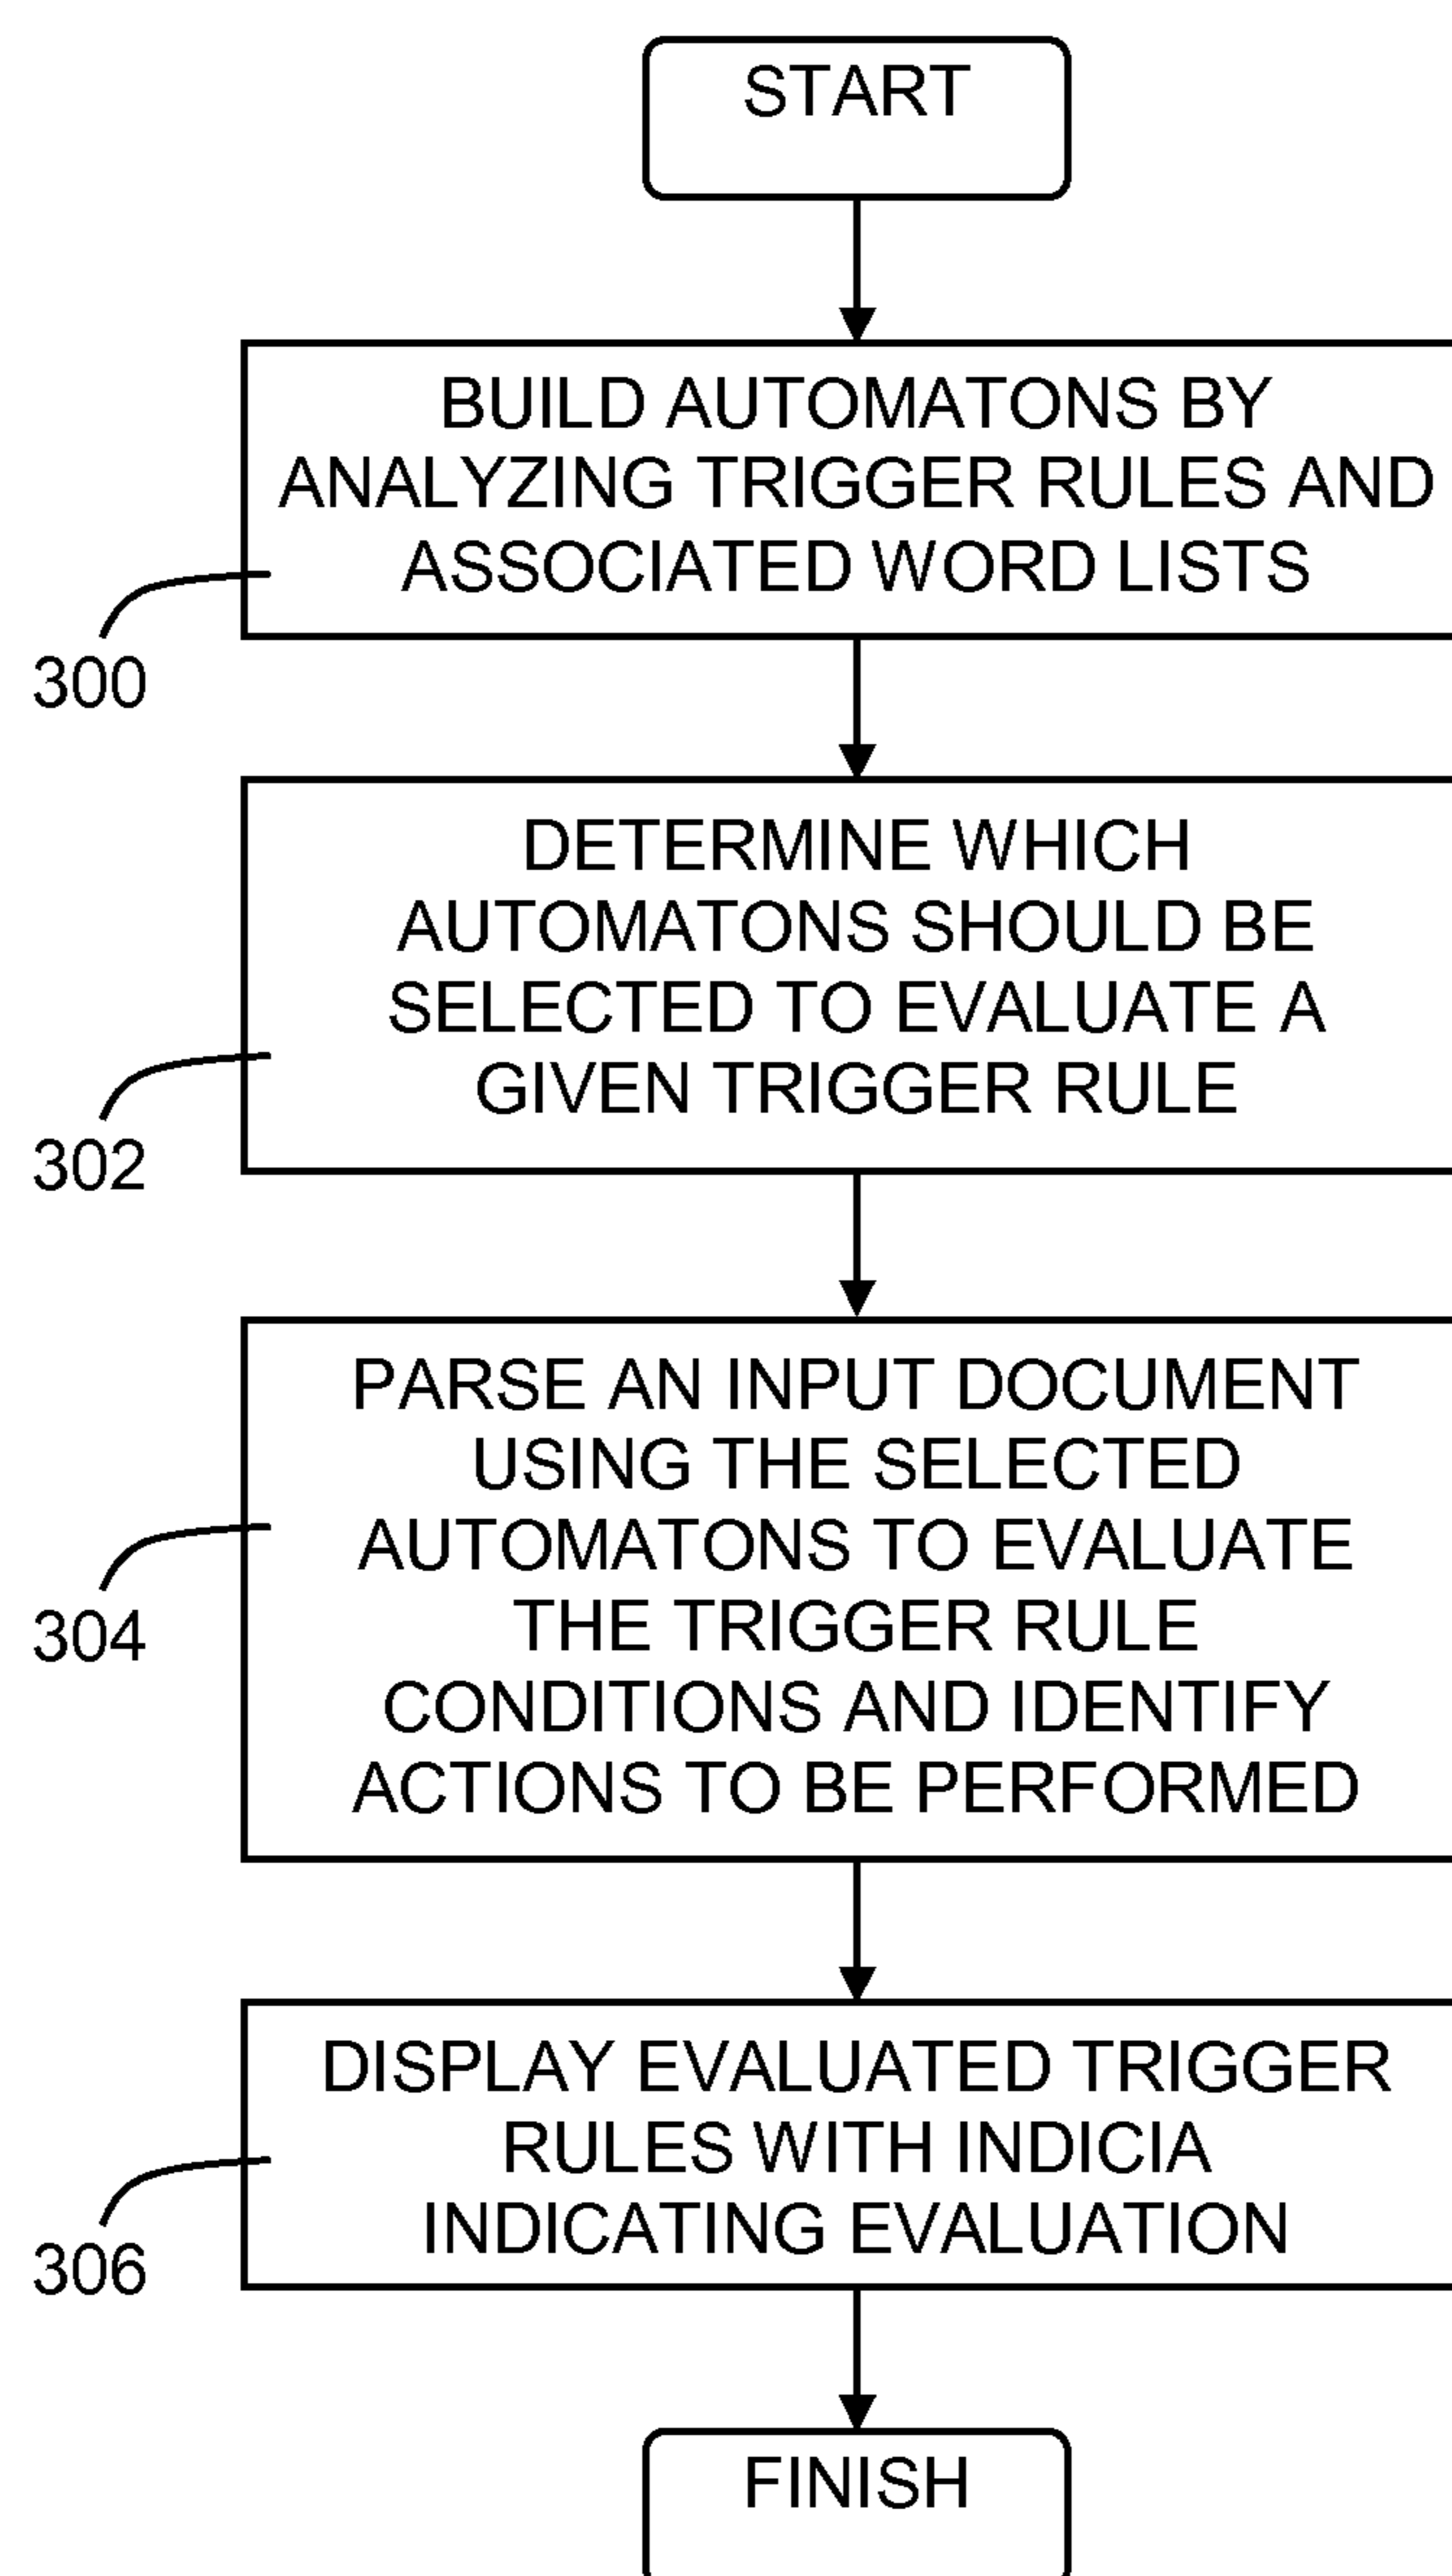 START
BUILD AUTOMATONS BY
ANALYZING TRIGGER RULES AND
ASSOCIATED WORD LISTS
300
DETERMINE WHICH
AUTOMATONS SHOULD BE
SELECTED TO EVALUATE A
GIVEN TRIGGER RULE
302
PARSE AN INPUT DOCUMENT
USING THE SELECTED
AUTOMATONS TO EVALUATE
THE TRIGGER RULE
CONDITIONS AND IDENTIFY
ACTIONS TO BE PERFORMED
304
DISPLAY EVALUATED TRIGGER
RULES WITH INDICIA
INDICATING EVALUATION
306
FINISH